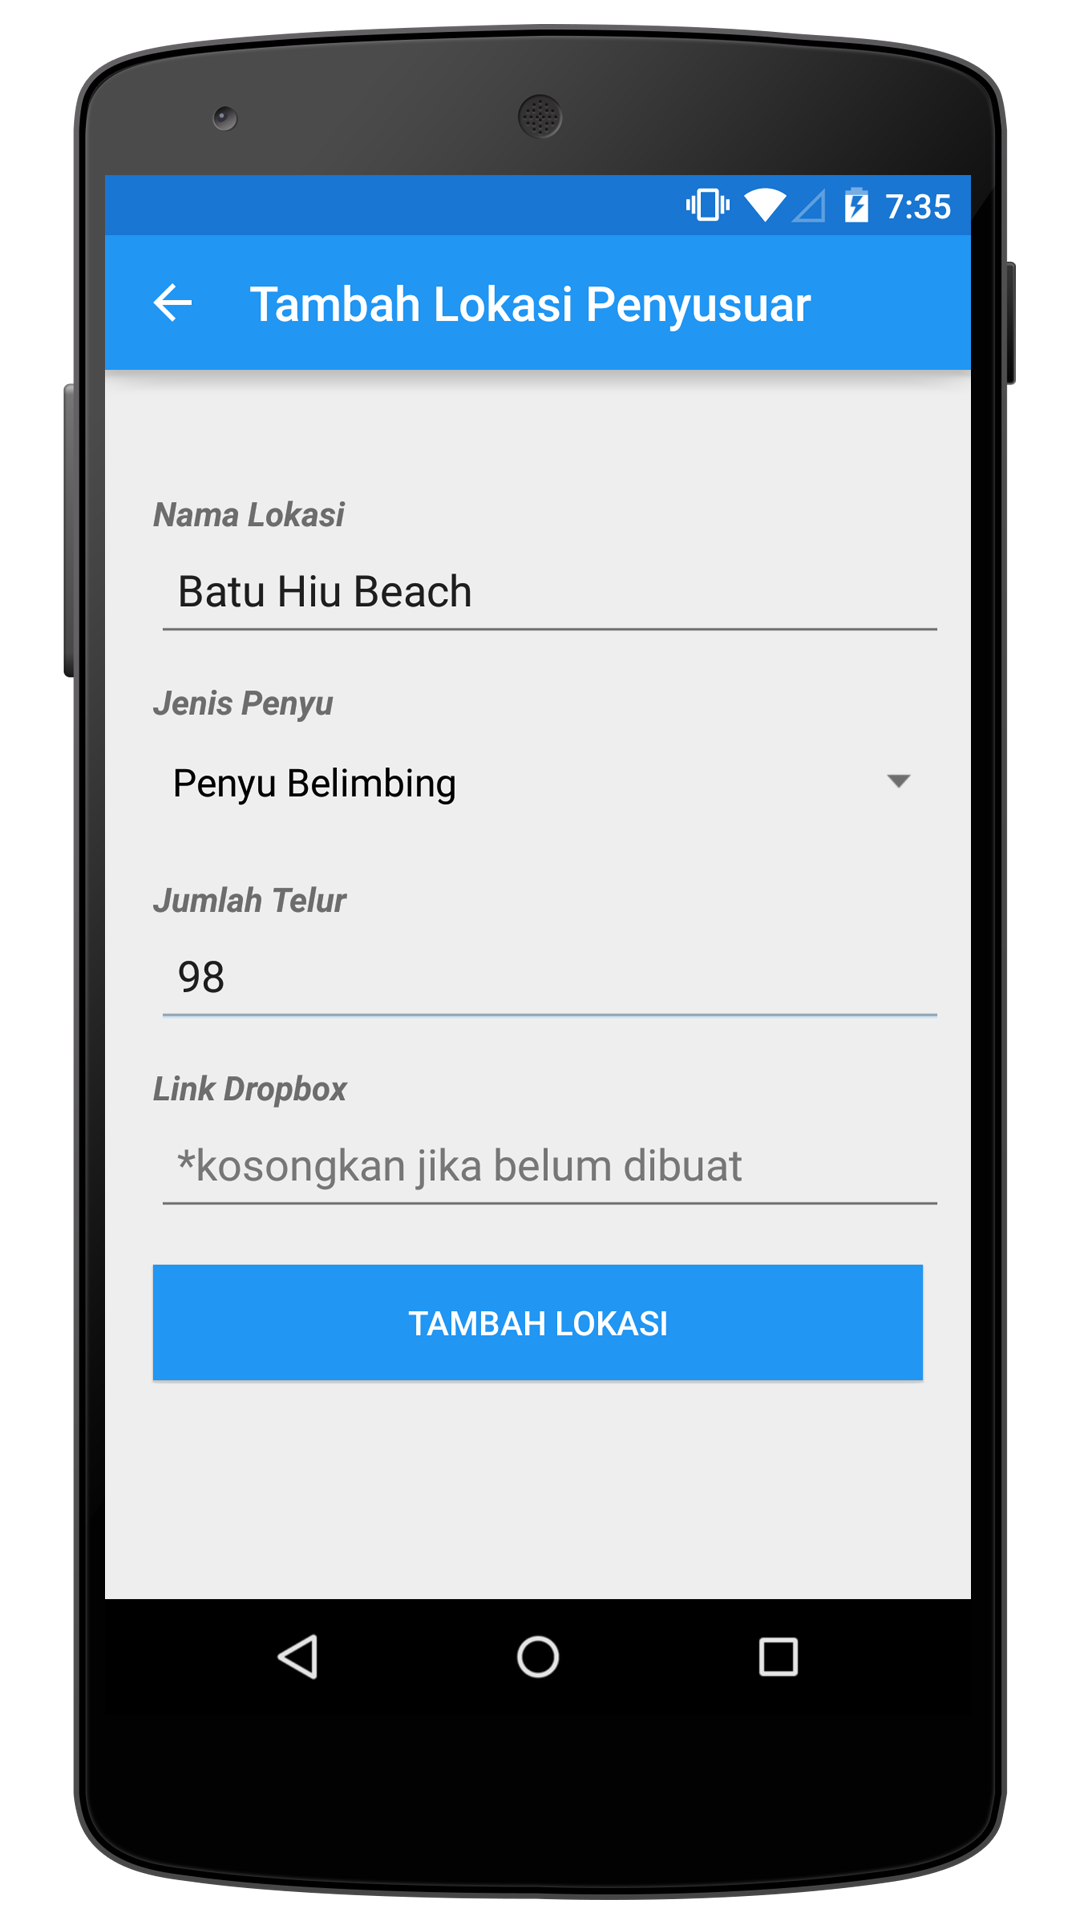 7:35
Tambah Lokasi Penyusuar
Nama Lokasi
Batu Hiu Beach
Jenis Penyu
Penyu Belimbing
Jumlah Telur
98
Link Dropbox
*kosongkan jika belum dibuat
TAMBAH LOKASI